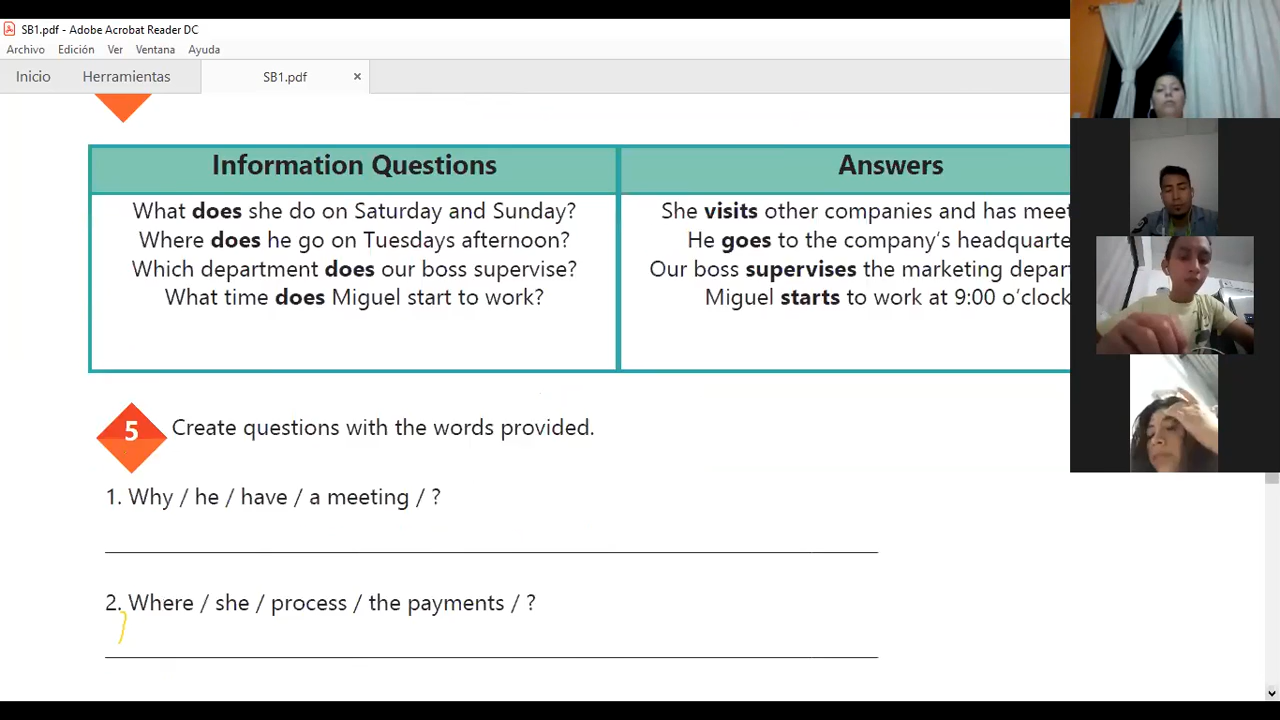 SB1.pdf - Adobe Acrobat Reader DC
Archivo Edición Ver Ventana Ayuda
Inicio Herramientas SB1.pdf ×
Information Questions
What does she do on Saturday and Sunday?
Where does he go on Tuesdays afternoon?
Which department does our boss supervise?
What time does Miguel start to work?
Answers
She visits other companies and has meet
He goes to the company's headquarte
Our boss supervises the marketing depar
Miguel starts to work at 9:00 o'clock
5 Create questions with the words provided.
1. Why / he / have / a meeting / ?
2. Where / she / process / the payments / ?